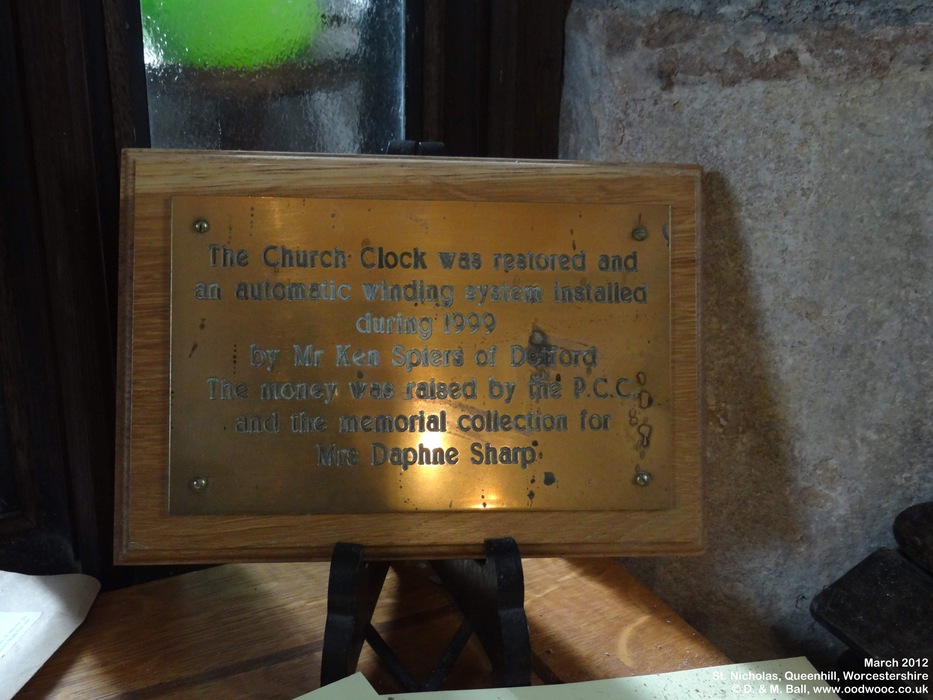 The Church Clock was restored and
an automatic winding system installed
during 1999
by Mr Ken Spiers of Defford
The money was raised by the P.C.C.
and the memorial collection for
Mrs Daphne Sharp
March 2012
St. Nicholas, Queenhill, Worcestershire
© D. & M. Ball, www.oodwooc.co.uk